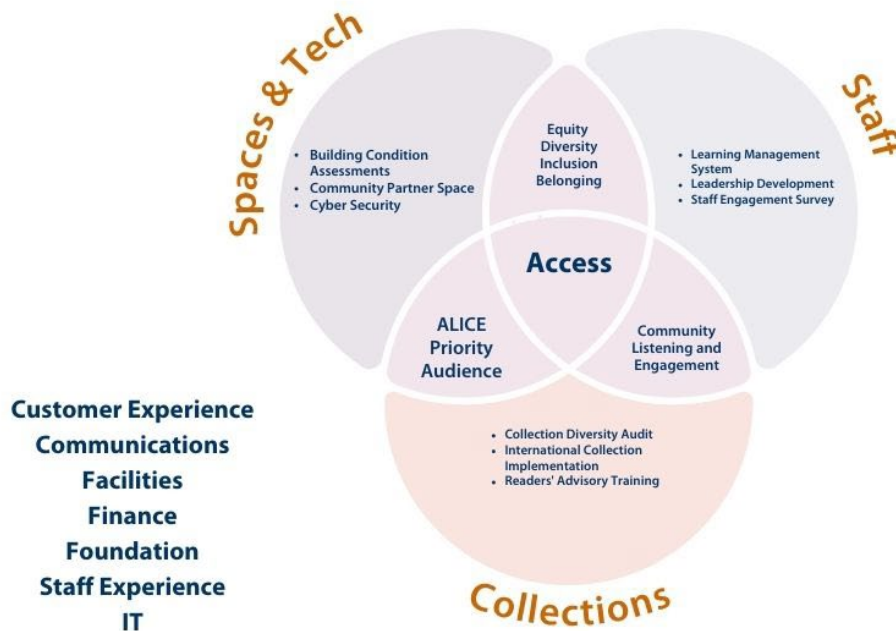 Spaces & Tech
Staff
Equity
Diversity
Inclusion
Belonging
• Building Condition
Assessments
• Community Partner Space
• Cyber Security
• Learning Management
System
• Leadership Development
• Staff Engagement Survey
Access
ALICE
Priority
Audience
Community
Listening and
Engagement
Customer Experience
Communications
Facilities
Finance
Foundation
Staff Experience
IT
• Collection Diversity Audit
• International Collection
Implementation
• Readers' Advisory Training
Collections